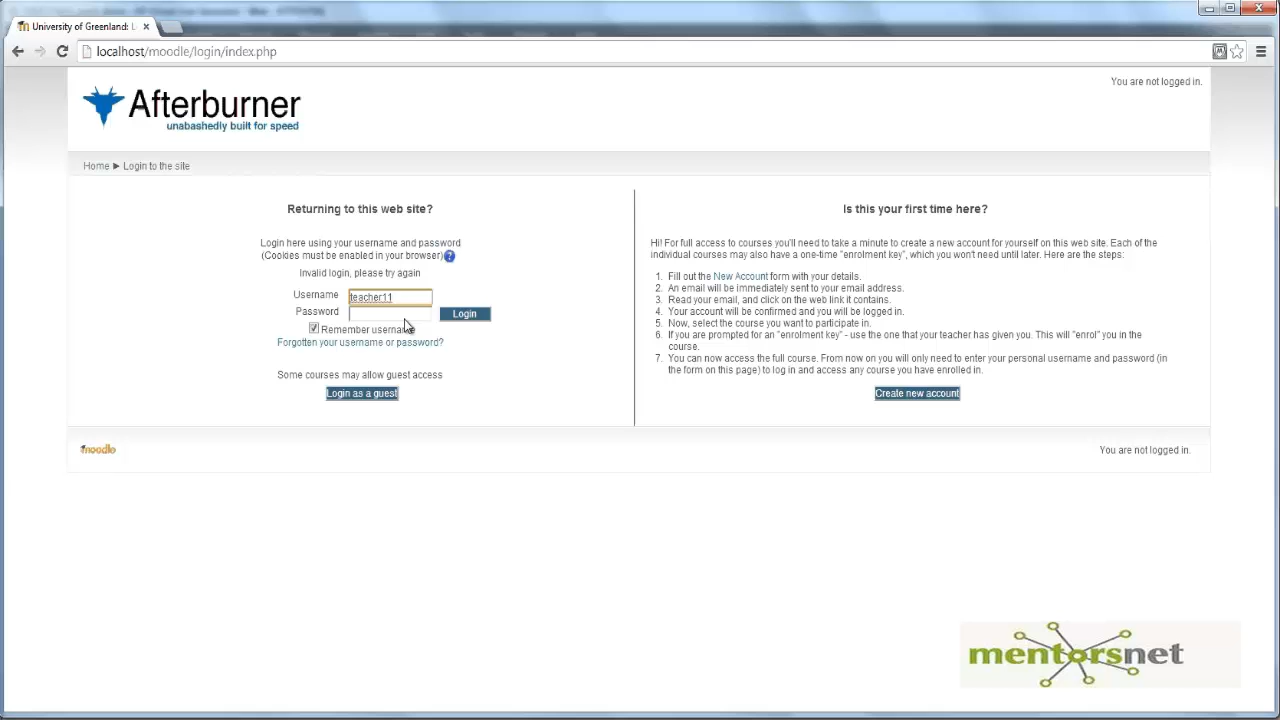 University of Greenland: L
localhost/moodle/login/index.php
You are not logged in.
Afterburner
unabashedly built for speed
Home ► Login to the site
Returning to this web site?
Login here using your username and password
(Cookies must be enabled in your browser)
Invalid login, please try again
Username teacher11
Password
Login
Remember username
Forgotten your username or password?
Some courses may allow guest access
Login as a guest
Is this your first time here?
Hi! For full access to courses you'll need to take a minute to create a new account for yourself on this web site. Each of the
individual courses may also have a one-time "enrolment key", which you won't need until later. Here are the steps:
1. Fill out the New Account form with your details.
2. An email will be immediately sent to your email address.
3. Read your email, and click on the web link it contains.
4. Your account will be confirmed and you will be logged in.
5. Now, select the course you want to participate in.
6. If you are prompted for an "enrolment key" - use the one that your teacher has given you. This will "enrol" you in the
course.
7. You can now access the full course. From now on you will only need to enter your personal username and password (in
the form on this page) to log in and access any course you have enrolled in.
Create new account
moodle
You are not logged in.
mentorsnet